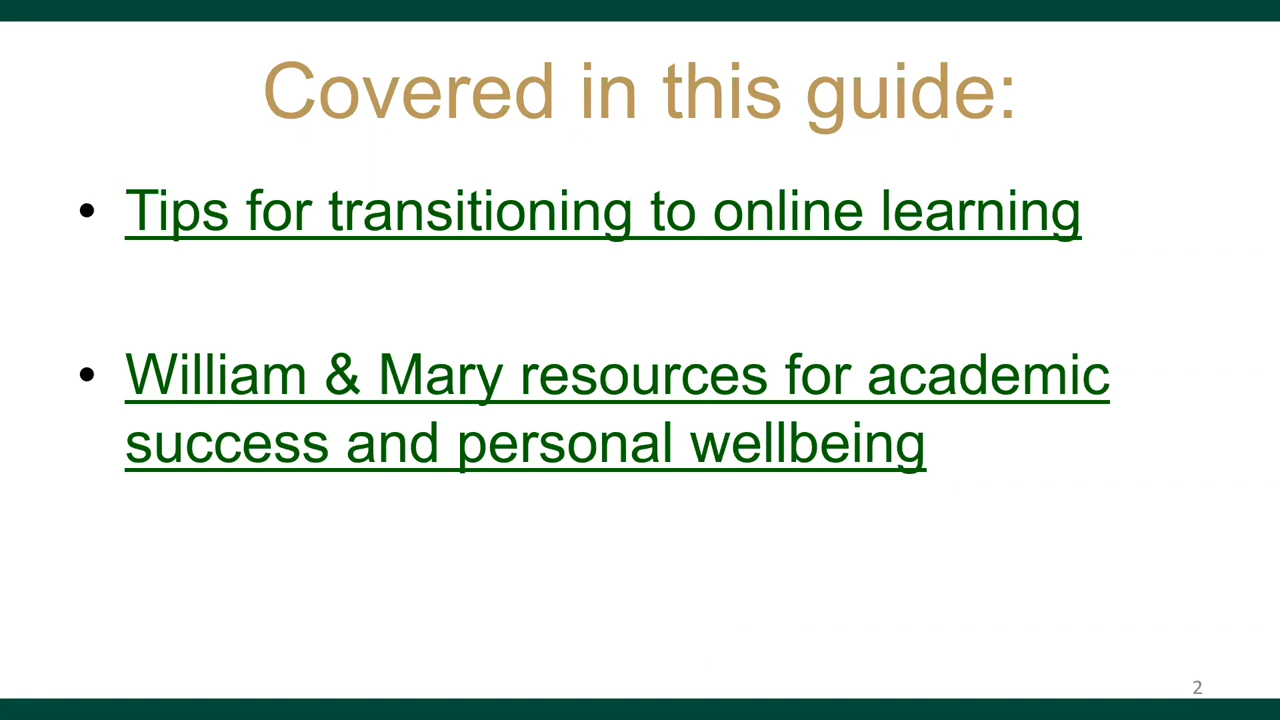 Covered in this guide:
• Tips for transitioning to online learning
• William & Mary resources for academic
success and personal wellbeing
2